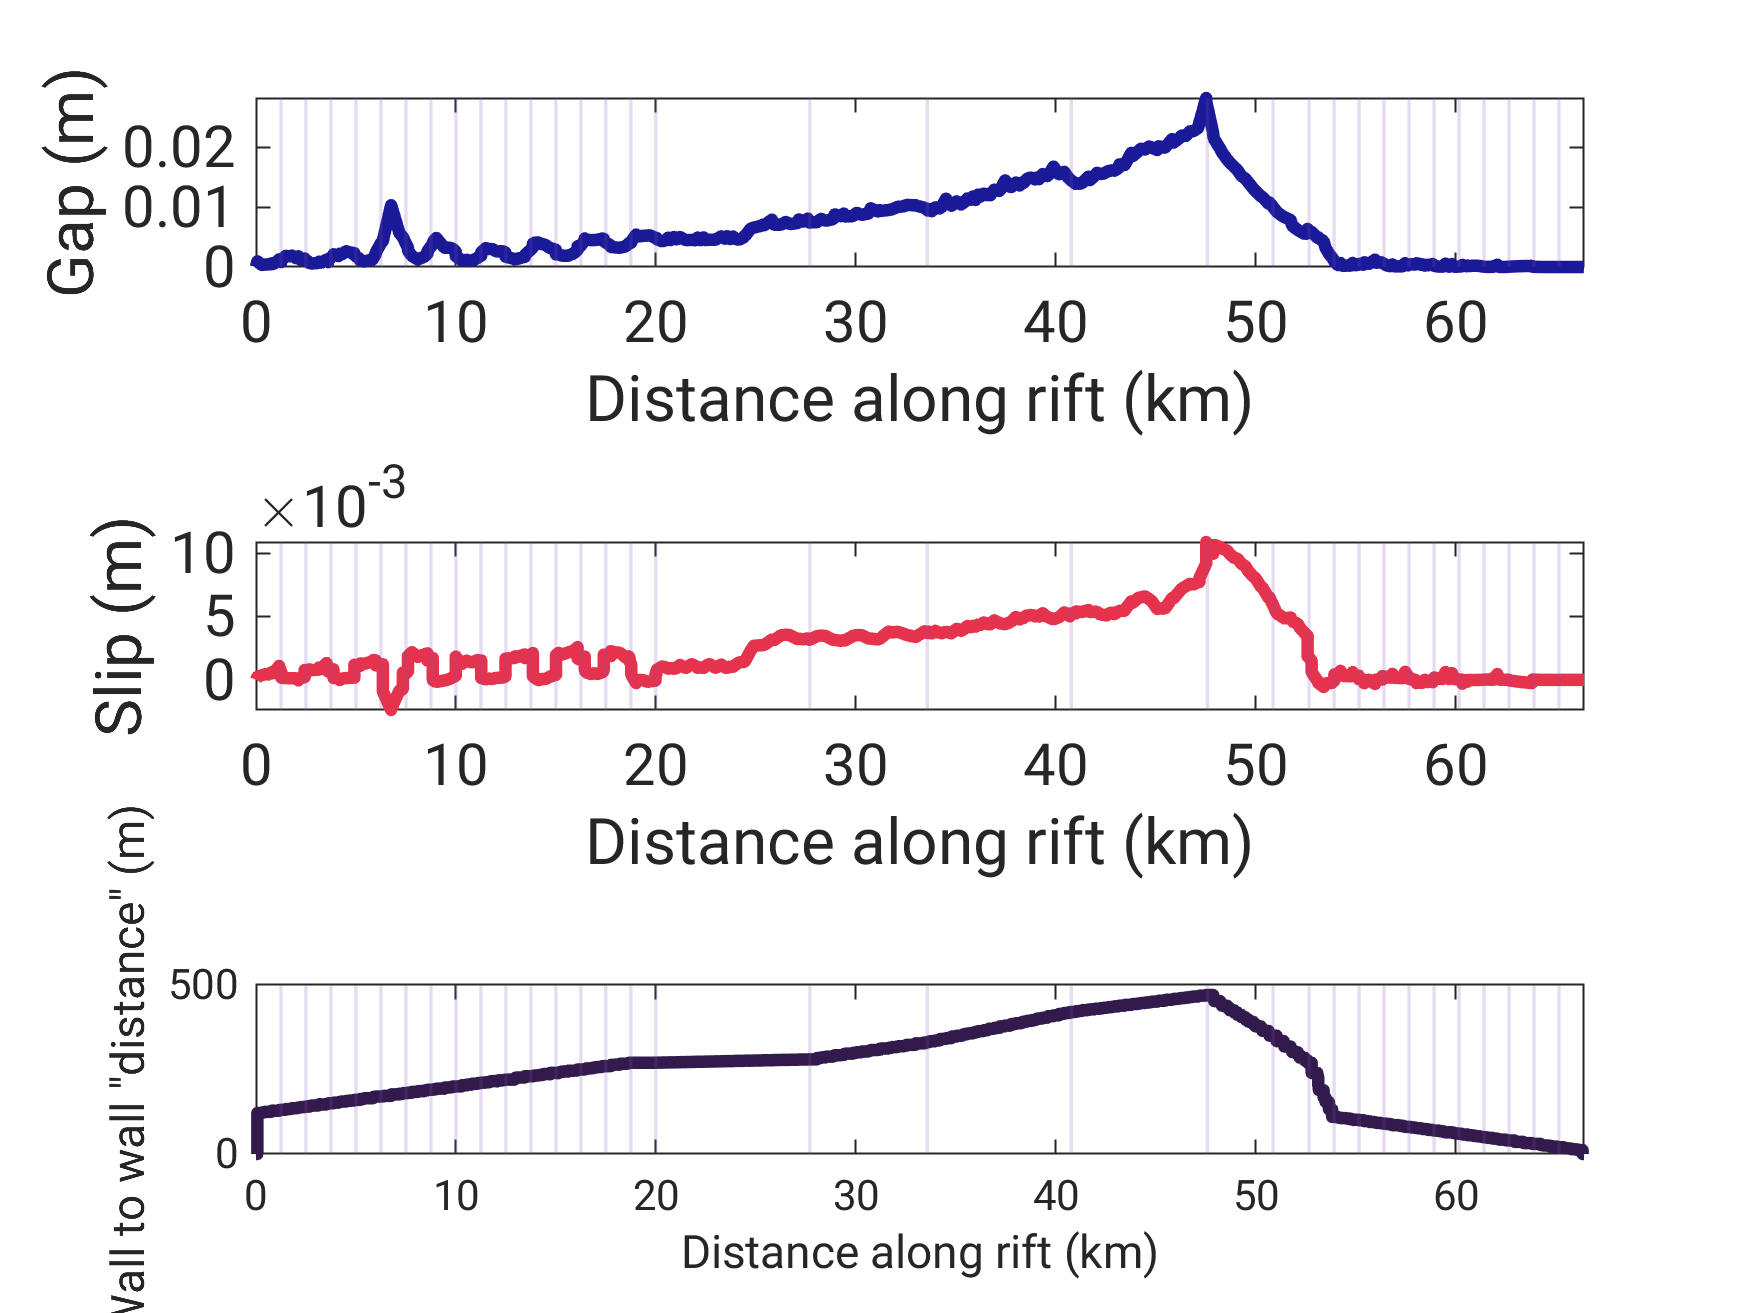 Gap (m)
0.02
0.01
0
0 10 20 30 40 50 60
Distance along rift (km)
×10-3
Slip (m)
10
5
0
0 10 20 30 40 50 60
Distance along rift (km)
to wall "distance" (m)
500
0
0 10 20 30 40 50 60
Distance along rift (km)